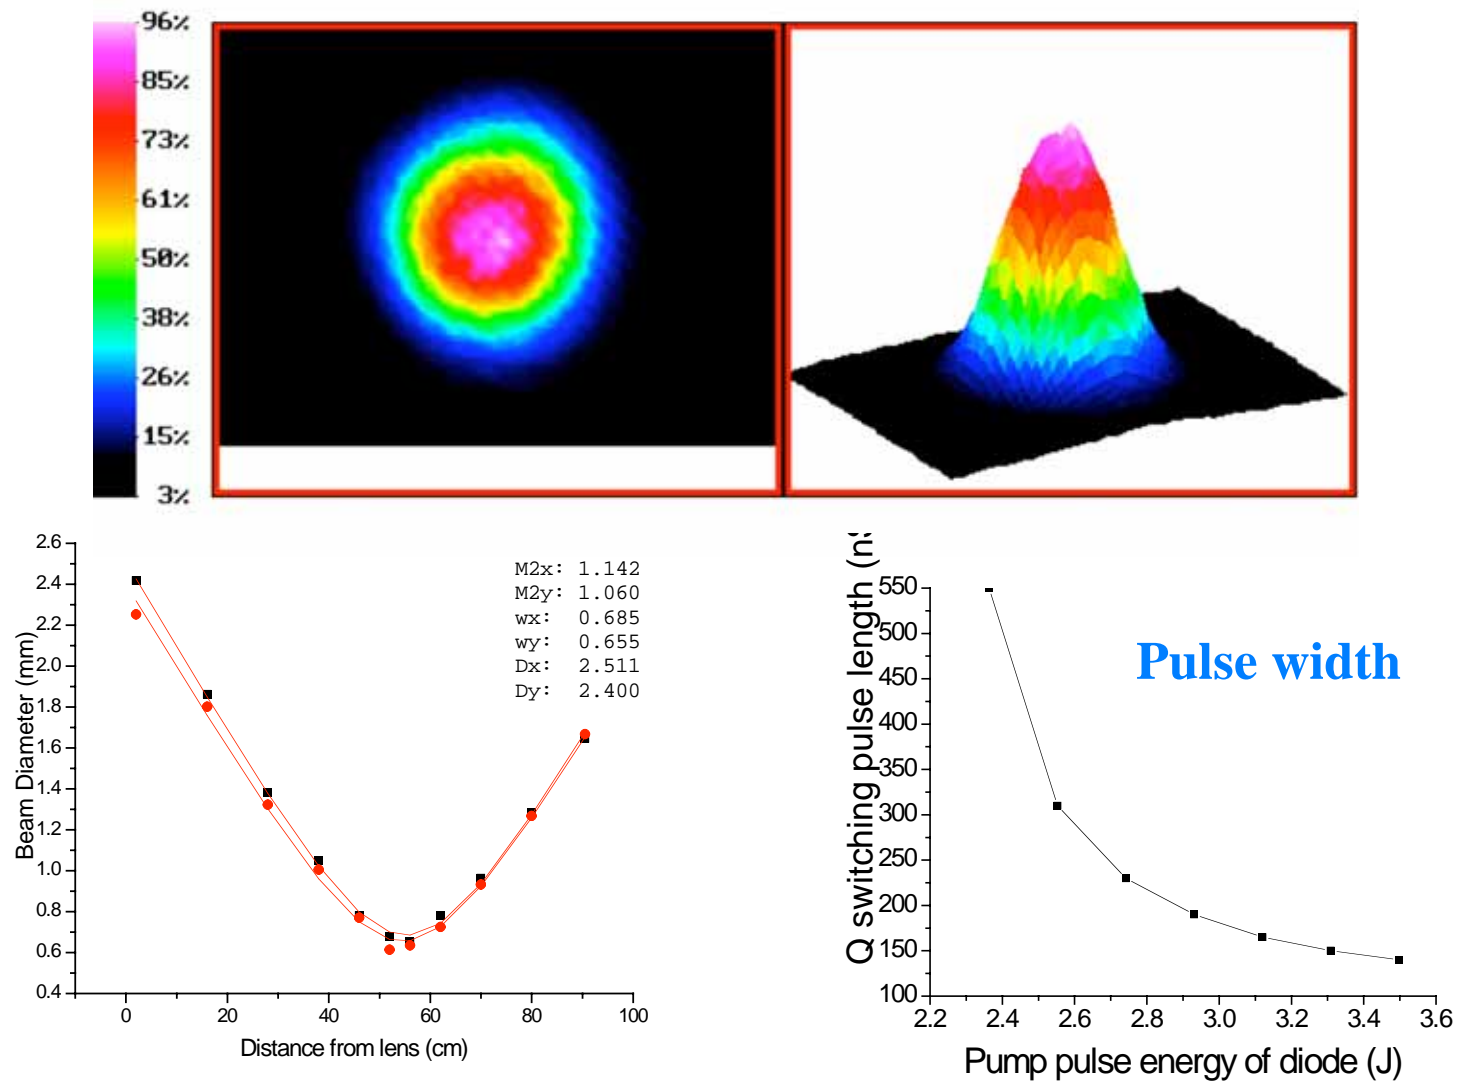 96%
85%
73%
61%
50%
38%
26%
15%
3%
2.6
2.4
2.2
2.0
1.8
1.6
1.4
1.2
1.0
0.8
0.6
0.4
Beam Diameter (mm)
M2x: 1.142
M2y: 1.060
wx: 0.685
wy: 0.655
Dx: 2.511
Dy: 2.400
0 20 40 60 80 100
Distance from lens (cm)
Q switching pulse length
550
500
450
400
350
300
250
200
150
100
Pulse width
2.2 2.4 2.6 2.8 3.0 3.2 3.4 3.6
Pump pulse energy of diode (J)